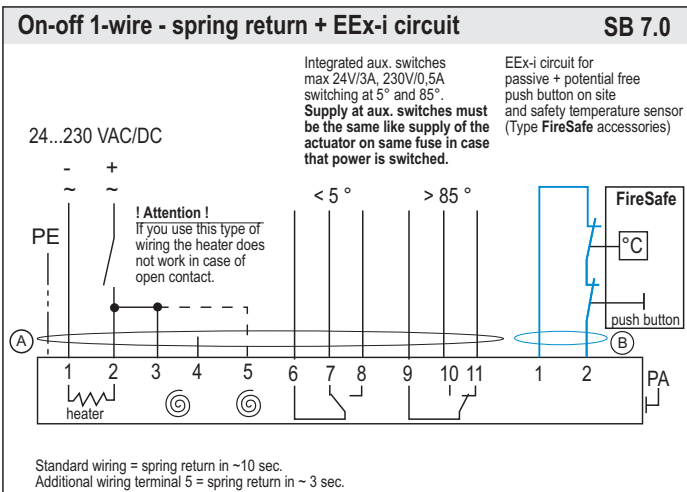 On-off 1-wire - spring return + EEx-i circuit
SB 7.0
Integrated aux. switches
max 24V/3A, 230V/0,5A
switching at 5° and 85°.
Supply at aux. switches must
be the same like supply of the
actuator on same fuse in case
that power is switched.
EEx-i circuit for
passive + potential free
push button on site
and safety temperature sensor
(Type FireSafe accessories)
24...230 VAC/DC
- +
~ ~
! Attention !
If you use this type of
wiring the heater does
not work in case of
open contact.
< 5 °
> 85 °
FireSafe
°C
push button
PE
A
B
1 2 3 4 5 6 7 8 9 10 11 1 2
PA
heater
Standard wiring = spring return in ~10 sec.
Additional wiring terminal 5 = spring return in ~ 3 sec.